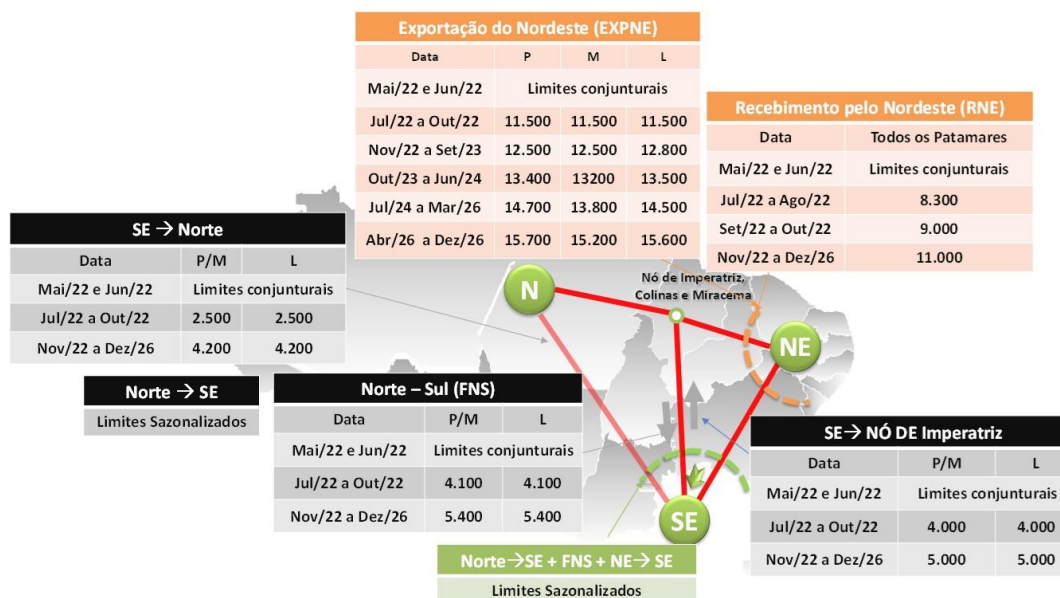 Exportação do Nordeste (EXPNE)
Data P M L
Mai/22 e Jun/22 Limites conjunturais
Jul/22 a Out/22 11.500 11.500 11.500
Nov/22 a Set/23 12.500 12.500 12.800
Out/23 a Jun/24 13.400 13200 13.500
Jul/24 a Mar/26 14.700 13.800 14.500
Abr/26 a Dez/26 15.700 15.200 15.600
Recebimento pelo Nordeste (RNE)
Data Todos os Patamares
Mai/22 e Jun/22 Limites conjunturais
Jul/22 a Ago/22 8.300
Set/22 a Out/22 9.000
Nov/22 a Dez/26 11.000
SE → Norte
Data P/M L
Mai/22 e Jun/22 Limites conjunturais
Jul/22 a Out/22 2.500 2.500
Nov/22 a Dez/26 4.200 4.200
N
Nó de Imperatriz,
Colinas e Miracema
NE
Norte → SE
Limites Sazonalizados
Norte – Sul (FNS)
Data P/M L
Mai/22 e Jun/22 Limites conjunturais
Jul/22 a Out/22 4.100 4.100
Nov/22 a Dez/26 5.400 5.400
SE → NÓ DE Imperatriz
Data P/M L
Mai/22 e Jun/22 Limites conjunturais
Jul/22 a Out/22 4.000 4.000
Nov/22 a Dez/26 5.000 5.000
SE
Norte→SE + FNS + NE→ SE
Limites Sazonalizados